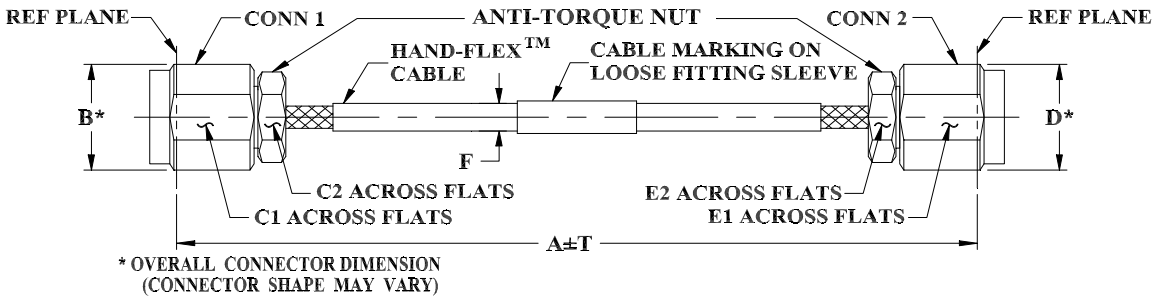 REF PLANE
CONN 1
ANTI-TORQUE NUT
CONN 2
REF PLANE
HAND-FLEX™
CABLE
CABLE MARKING ON
LOOSE FITTING SLEEVE
B*
D*
F
C2 ACROSS FLATS
E2 ACROSS FLATS
C1 ACROSS FLATS
E1 ACROSS FLATS
A±T
* OVERALL CONNECTOR DIMENSION
(CONNECTOR SHAPE MAY VARY)